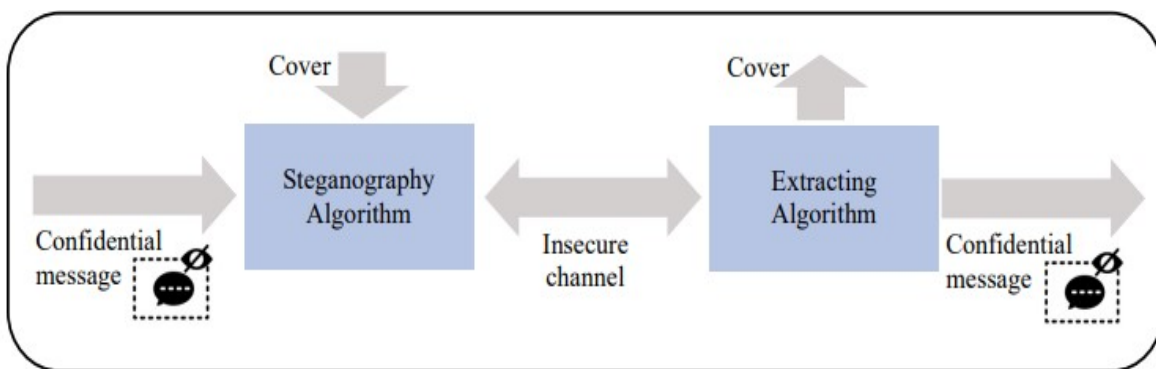 Cover
Cover
Steganography
Algorithm
Extracting
Algorithm
Confidential
message
Insecure
channel
Confidential
message